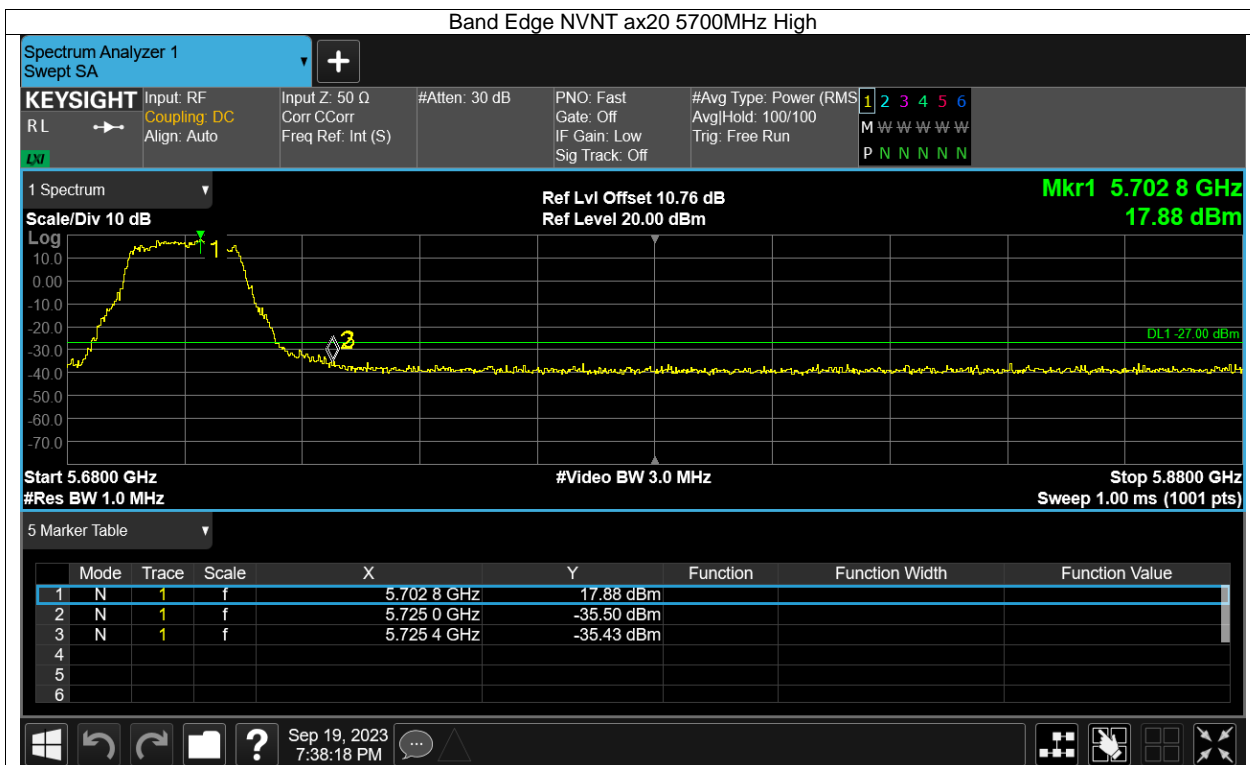 Band Edge NVNT ax20 5700MHz High
Spectrum Analyzer 1
Swept SA
KEYSIGHT
RL
LXI
Input: RF
Coupling: DC
Align: Auto
Input Z: 50 Ω
Corr CCorr
Freq Ref: Int (S)
#Atten: 30 dB
PNO: Fast
Gate: Off
IF Gain: Low
Sig Track: Off
#Avg Type: Power (RMS
Avg|Hold: 100/100
Trig: Free Run
1 2 3 4 5 6
M W W W W W
P N N N N N
1 Spectrum
Scale/Div 10 dB
Ref Lvl Offset 10.76 dB
Ref Level 20.00 dBm
Mkr1 5.702 8 GHz
17.88 dBm
Log
10.0
0.00
-10.0
-20.0
-30.0
-40.0
-50.0
-60.0
-70.0
1
DL1 -27.00 dBm
Start 5.6800 GHz
#Video BW 3.0 MHz
Stop 5.8800 GHz
#Res BW 1.0 MHz
Sweep 1.00 ms (1001 pts)
5 Marker Table
Mode Trace Scale X Y Function Function Width Function Value
1 N 1 f 5.702 8 GHz 17.88 dBm
2 N 1 f 5.725 0 GHz -35.50 dBm
3 N 1 f 5.725 4 GHz -35.43 dBm
4
5
6
?
Sep 19, 2023
7:38:18 PM